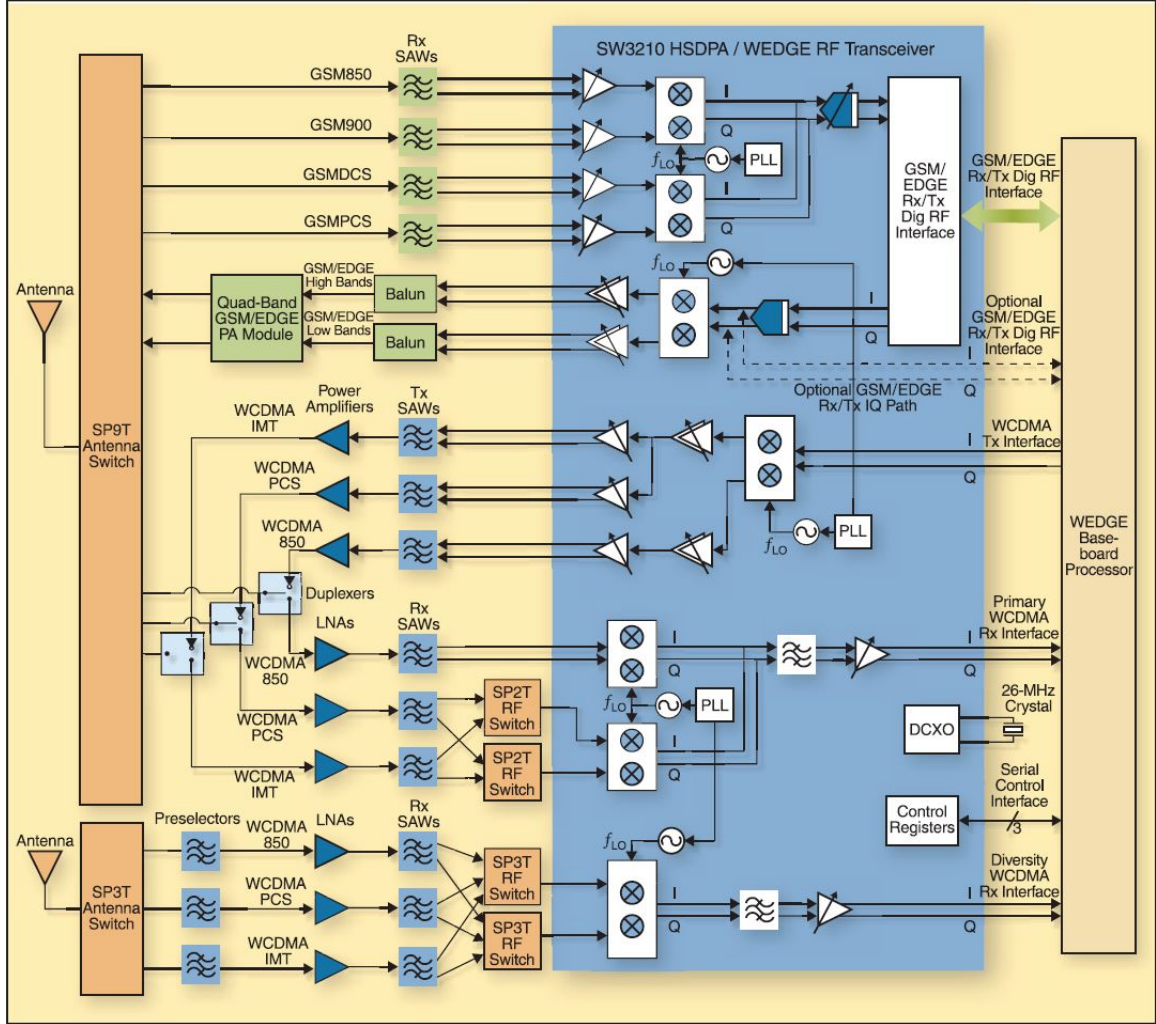 SW3210 HSDPA / WEDGE RF Transceiver
Rx
SAWs
GSM850
GSM900
GSMDCS
GSMPCS
I
Q
fLO
PLL
I
Q
GSM/
EDGE
Rx/Tx
Dig RF
Interface
GSM/EDGE
Rx/Tx Dig RF
Interface
Antenna
SP9T
Antenna
Switch
Quad-Band
GSM/EDGE
PA Module
GSM/EDGE
High Bands
Balun
GSM/EDGE
Low Bands
Balun
fLO
I
Q
Optional
GSM/EDGE
Rx/Tx Dig RF
Interface
I
Q
Optional GSM/EDGE
Rx/Tx IQ Path
Power
Amplifiers
Tx
SAWs
WCDMA
IMT
WCDMA
PCS
WCDMA
850
WCDMA
Tx Interface
I
Q
fLO
PLL
WEDGE
Base-
board
Processor
Duplexers
LNAs
Rx
SAWs
WCDMA
850
WCDMA
PCS
WCDMA
IMT
SP2T
RF
Switch
SP2T
RF
Switch
I
Q
fLO
PLL
I
Q
Primary
WCDMA
Rx Interface
I
Q
26-MHz
Crystal
DCXO
Serial
Control
Interface
3
Control
Registers
Antenna
SP3T
Antenna
Switch
Preselectors
WCDMA
850
LNAs
Rx
SAWs
WCDMA
PCS
WCDMA
IMT
SP3T
RF
Switch
SP3T
RF
Switch
fLO
I
Q
Diversity
WCDMA
Rx Interface
I
Q